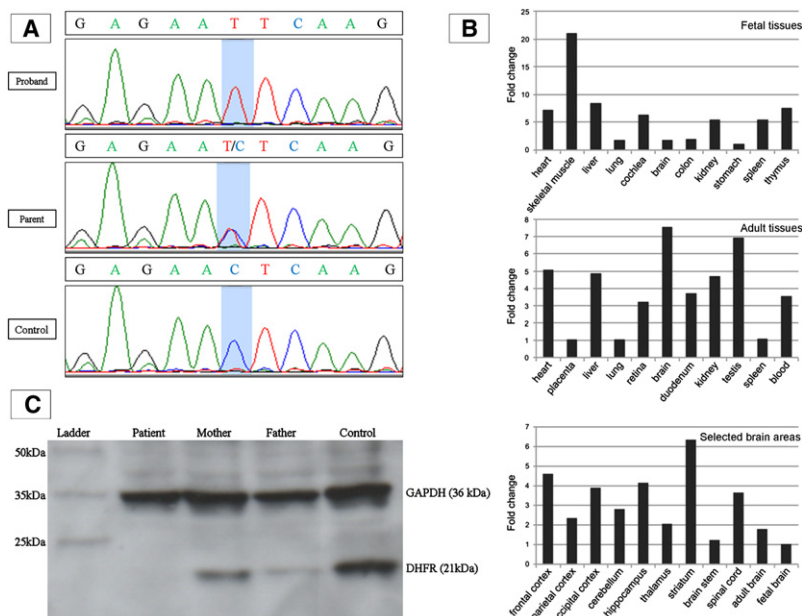 A
G A G A A T T C A A G
Proband
G A G A A T/C T C A A G
Parent
G A G A A C T C A A G
Control
B
Fetal tissues
Fold change
25
20
15
10
5
0
heart
skeletal muscle
liver
lung
cochlea
brain
colon
kidney
stomach
spleen
thymus
Adult tissues
Fold change
8
7
6
5
4
3
2
1
0
heart
placenta
liver
lung
retina
brain
duodenum
kidney
testis
spleen
blood
Selected brain areas
Fold change
7
6
5
4
3
2
1
0
frontal cortex
parietal cortex
occipital cortex
cerebellum
hippocampus
thalamus
striatum
brain stem
spinal cord
adult brain
fetal brain
C
Ladder Patient Mother Father Control
50kDa
35kDa
25kDa
GAPDH (36 kDa)
DHFR (21kDa)